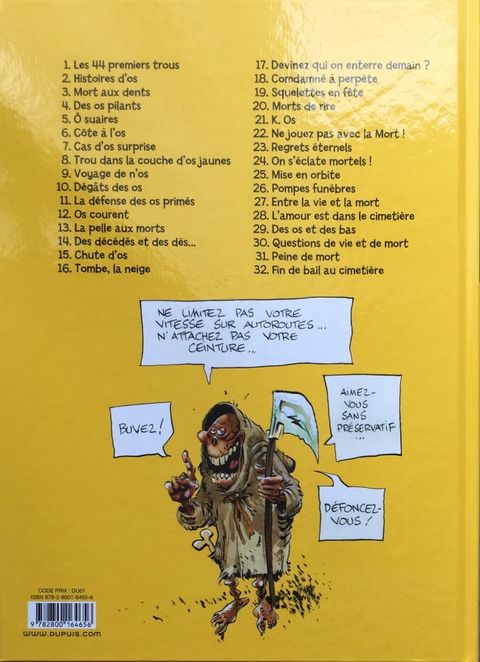 1. Les 44 premiers trous
2. Histoires d'os
3. Mort aux dents
4. Des os pilants
5. Ô suaires
6. Côte à l'os
7. Cas d'os surprise
8. Trou dans la couche d'os jaunes
9. Voyage de n'os
10. Dégâts des os
11. La défense des os primés
12. Os courent
13. La pelle aux morts
14. Des décédés et des dés...
15. Chute d'os
16. Tombe, la neige
17. Devinez qui on enterre demain ?
18. Comdamné à perpète
19. Squelettes en fête
20. Morts de rire
21. K. Os
22. Ne jouez pas avec la Mort !
23. Regrets éternels
24. On s'éclate mortels !
25. Mise en orbite
26. Pompes funèbres
27. Entre la vie et la mort
28. L'amour est dans le cimetière
29. Des os et des bas
30. Questions de vie et de mort
31. Peine de mort
32. Fin de bail au cimetière
NE LIMITEZ PAS VOTRE
VITESSE SUR AUTOROUTES...
N'ATTACHEZ PAS VOTRE
CEINTURE...
BUVEZ!
AIMEZ-
VOUS
SANS
PRÉSERVATIF
...
DÉFONCEZ-
VOUS!
CODE PRIX : DU01
ISBN 978-2-8001-6465-6
9 782800 164656
WWW.DUPUIS.COM